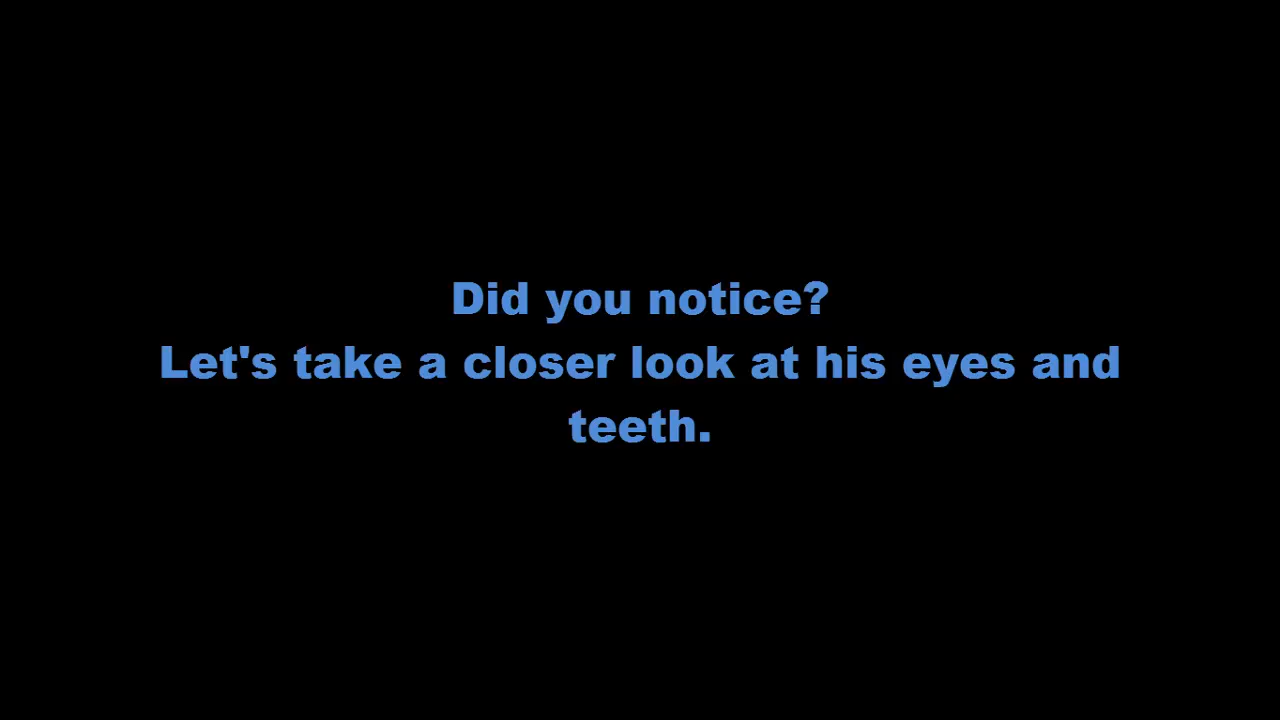 Did you notice?
Let's take a closer look at his eyes and
teeth.